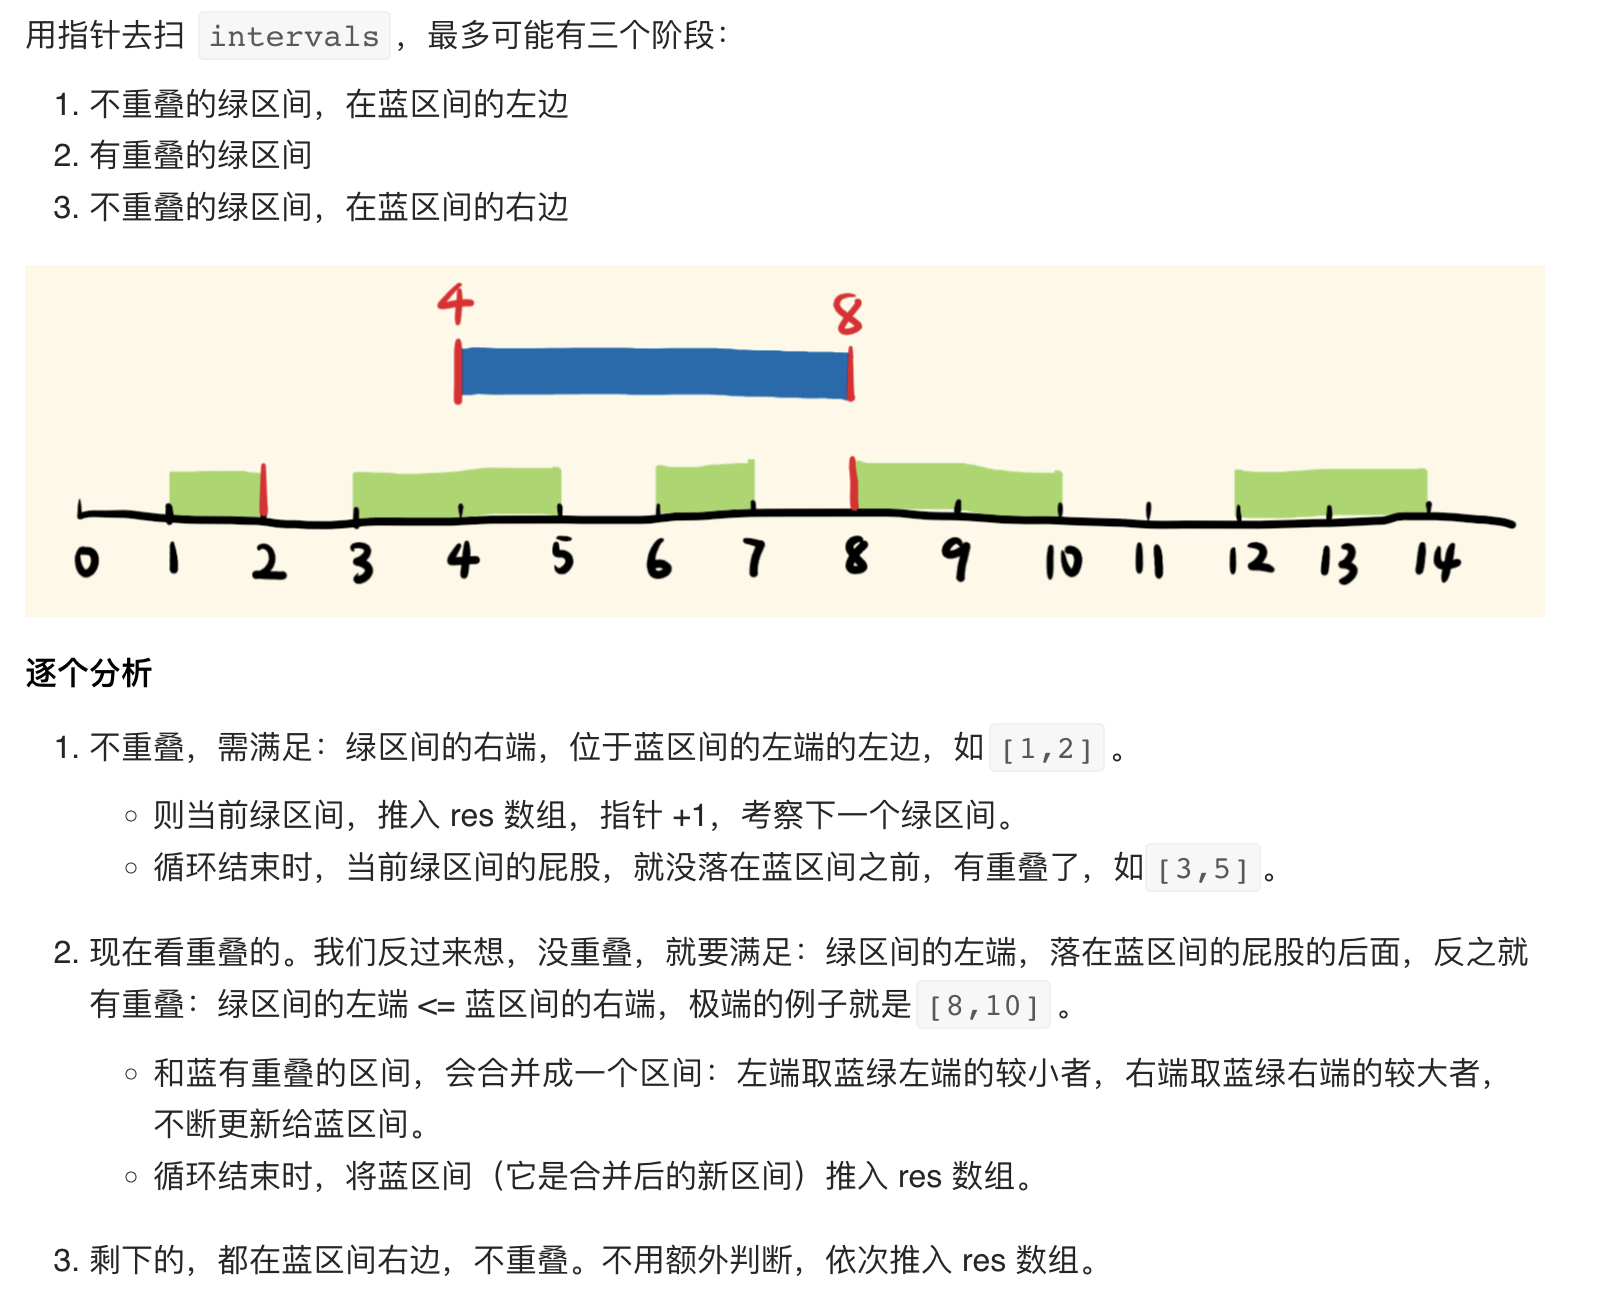 用指针去扫 intervals，最多可能有三个阶段：
1. 不重叠的绿区间，在蓝区间的左边
2. 有重叠的绿区间
3. 不重叠的绿区间，在蓝区间的右边
4 8
0 1 2 3 4 5 6 7 8 9 10 11 12 13 14
逐个分析
1. 不重叠，需满足：绿区间的右端，位于蓝区间的左端的左边，如 [1,2] 。
◦ 则当前绿区间，推入 res 数组，指针 +1，考察下一个绿区间。
◦ 循环结束时，当前绿区间的屁股，就没落在蓝区间之前，有重叠了，如 [3,5] 。
2. 现在看重叠的。我们反过来想，没重叠，就要满足：绿区间的左端，落在蓝区间的屁股的后面，反之就
有重叠：绿区间的左端 <= 蓝区间的右端，极端的例子就是 [8,10] 。
◦ 和蓝有重叠的区间，会合并成一个区间：左端取蓝绿左端的较小者，右端取蓝绿右端的较大者，
不断更新给蓝区间。
◦ 循环结束时，将蓝区间（它是合并后的新区间）推入 res 数组。
3. 剩下的，都在蓝区间右边，不重叠。不用额外判断，依次推入 res 数组。